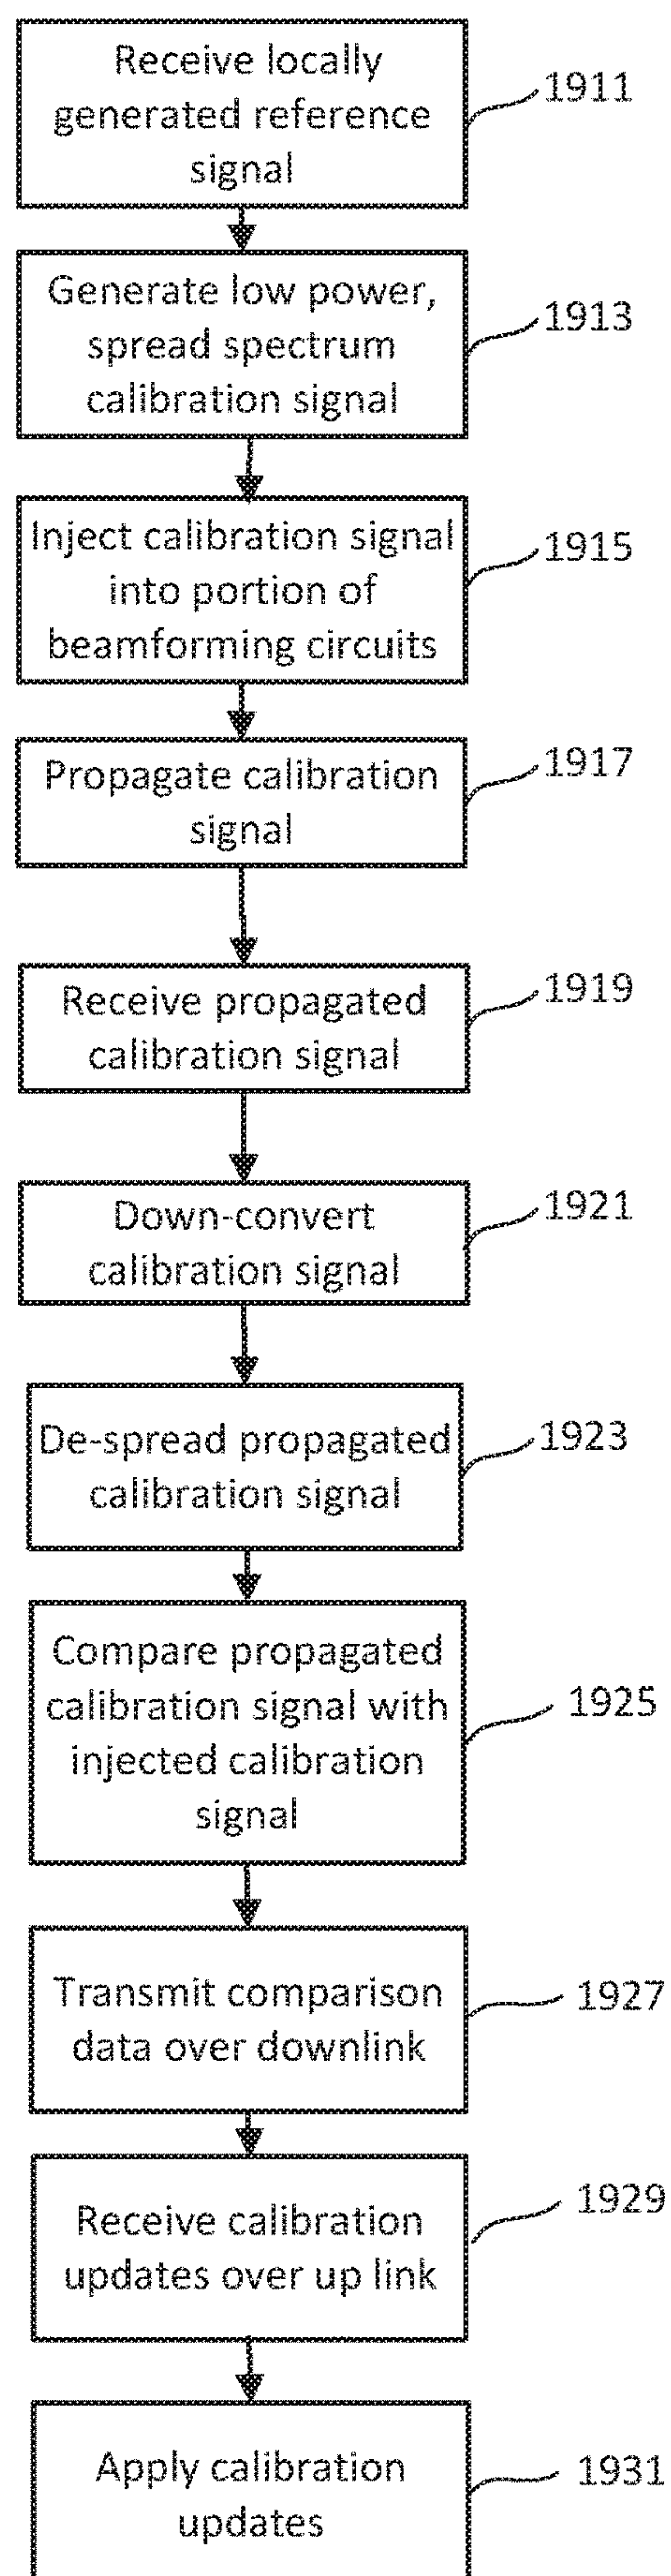 Receive locally
generated reference
signal
1911
Generate low power,
spread spectrum
calibration signal
1913
Inject calibration signal
into portion of
beamforming circuits
1915
Propagate calibration
signal
1917
Receive propagated
calibration signal
1919
Down-convert
calibration signal
1921
De-spread propagated
calibration signal
1923
Compare propagated
calibration signal with
injected calibration
signal
1925
Transmit comparison
data over downlink
1927
Receive calibration
updates over up link
1929
Apply calibration
updates
1931